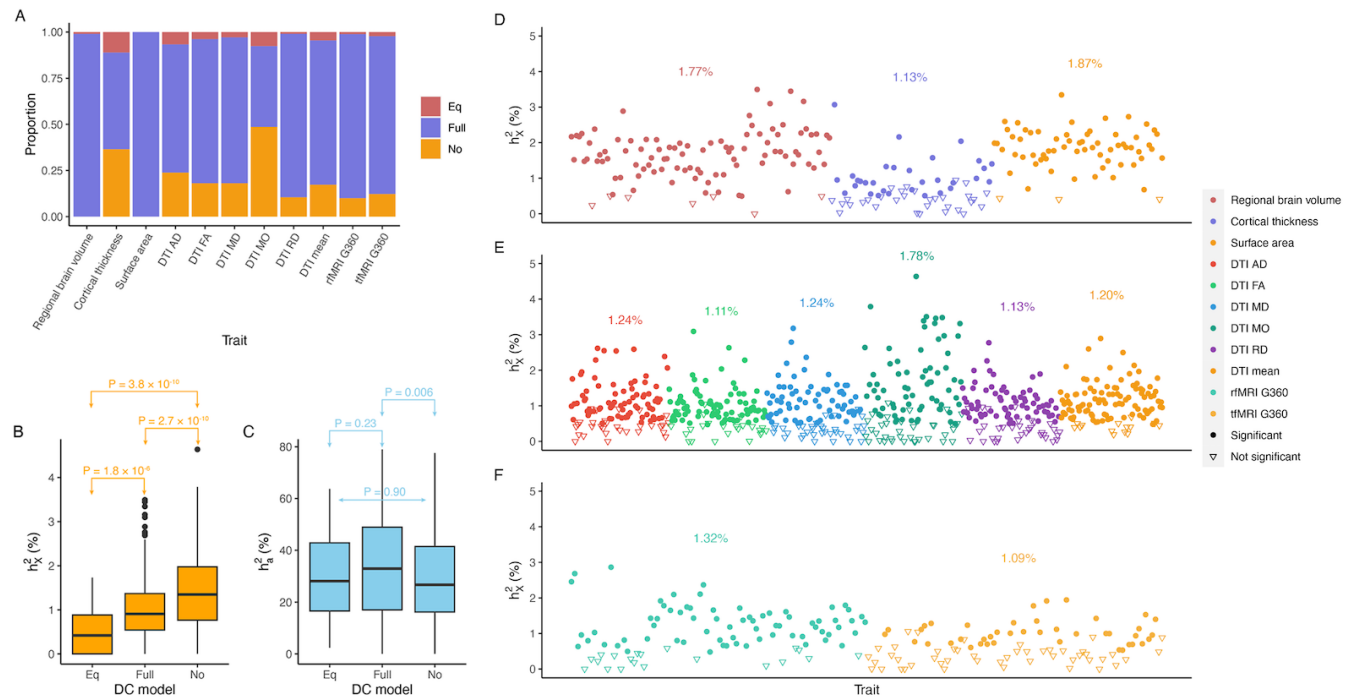 A
1.00
0.75
0.50
0.25
0.00
Proportion
Regional brain volume
Cortical thickness
Surface area
DTI AD
DTI FA
DTI MD
DTI MO
DTI RD
DTI mean
rfMRI G360
tfMRI G360
Trait
Eq
Full
No
B
P = 3.8 × 10⁻¹⁰
P = 2.7 × 10⁻¹⁰
P = 1.8 × 10⁻⁶
4
3
2
1
0
h²X (%)
Eq
Full
No
DC model
C
P = 0.006
P = 0.23
P = 0.90
80
60
40
20
0
h²a (%)
Eq
Full
No
DC model
D
5
4
3
2
1
0
h²X (%)
1.77%
1.13%
1.87%
E
5
4
3
2
1
0
h²X (%)
1.24%
1.11%
1.24%
1.78%
1.13%
1.20%
F
5
4
3
2
1
0
h²X (%)
1.32%
1.09%
Trait
Regional brain volume
Cortical thickness
Surface area
DTI AD
DTI FA
DTI MD
DTI MO
DTI RD
DTI mean
rfMRI G360
tfMRI G360
Significant
Not significant